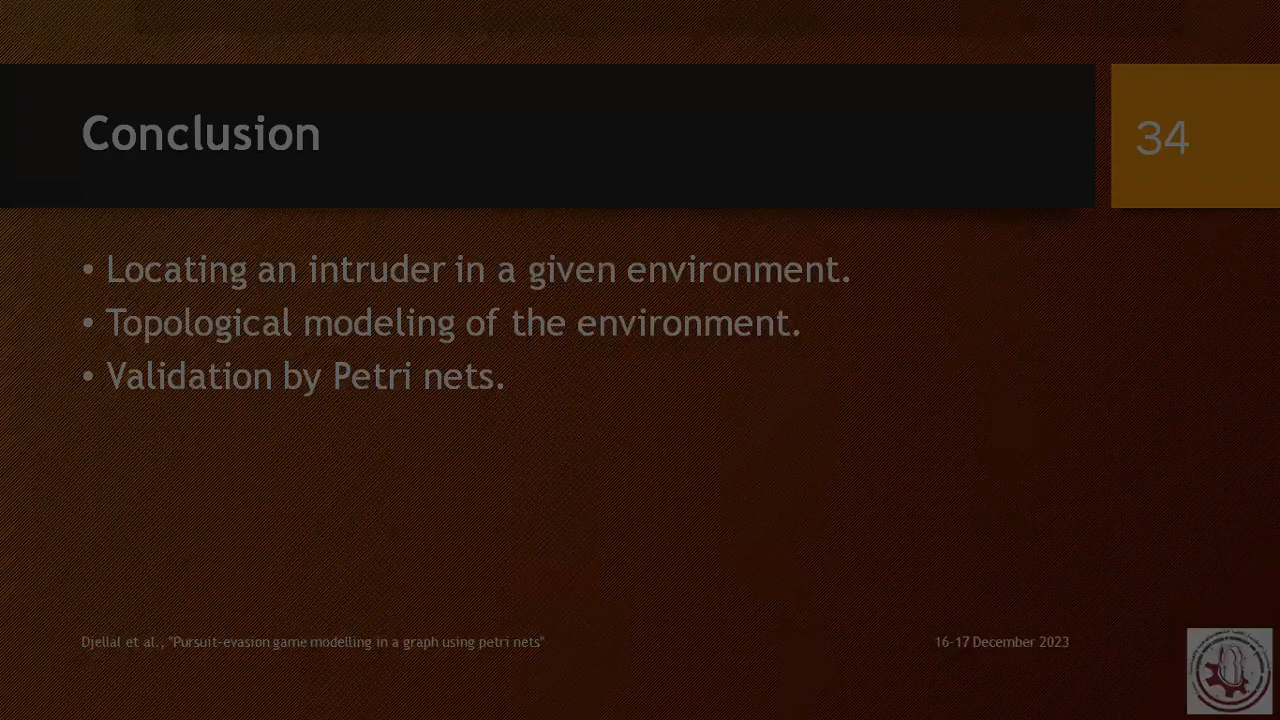 Conclusion
34
• Locating an intruder in a given environment.
• Topological modeling of the environment.
• Validation by Petri nets.
Djellal et al., "Pursuit-evasion game modelling in a graph using petri nets"
16-17 December 2023